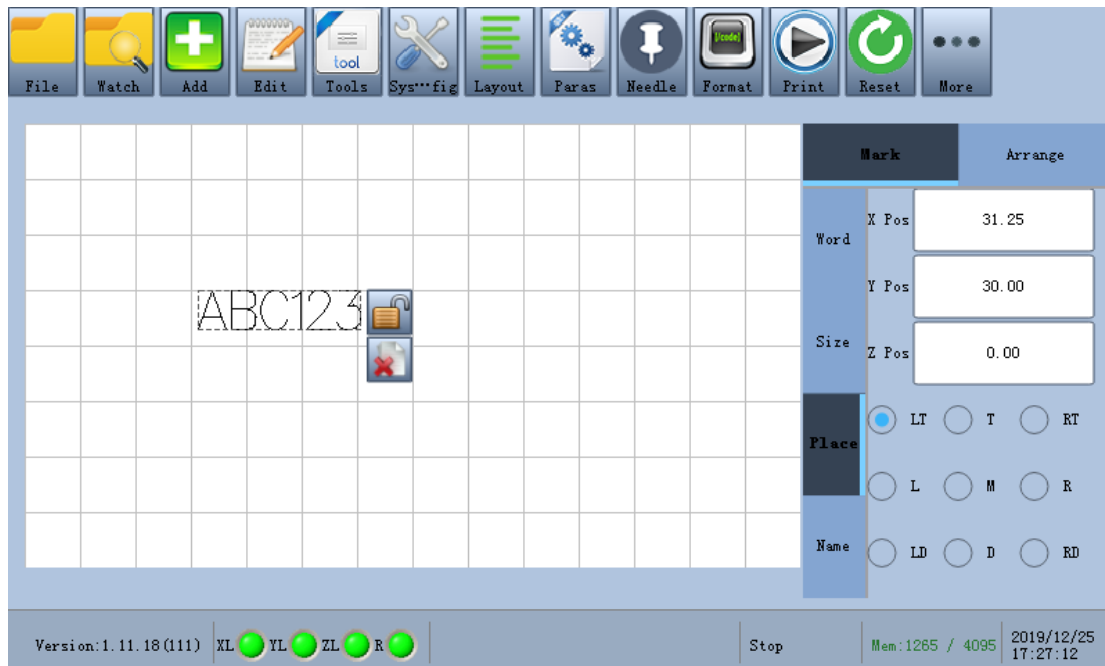 File Watch Add Edit Tools Sys···fig Layout Paras Needle Format Print Reset More
tool
[/code]
Mark Arrange
Word
Size
Place
Name
X Pos 31.25
Y Pos 30.00
Z Pos 0.00
LT T RT
L M R
LD D RD
ABC123
Version:1.11.18(111) XL YL ZL R Stop Mem:1265 / 4095 2019/12/25
17:27:12